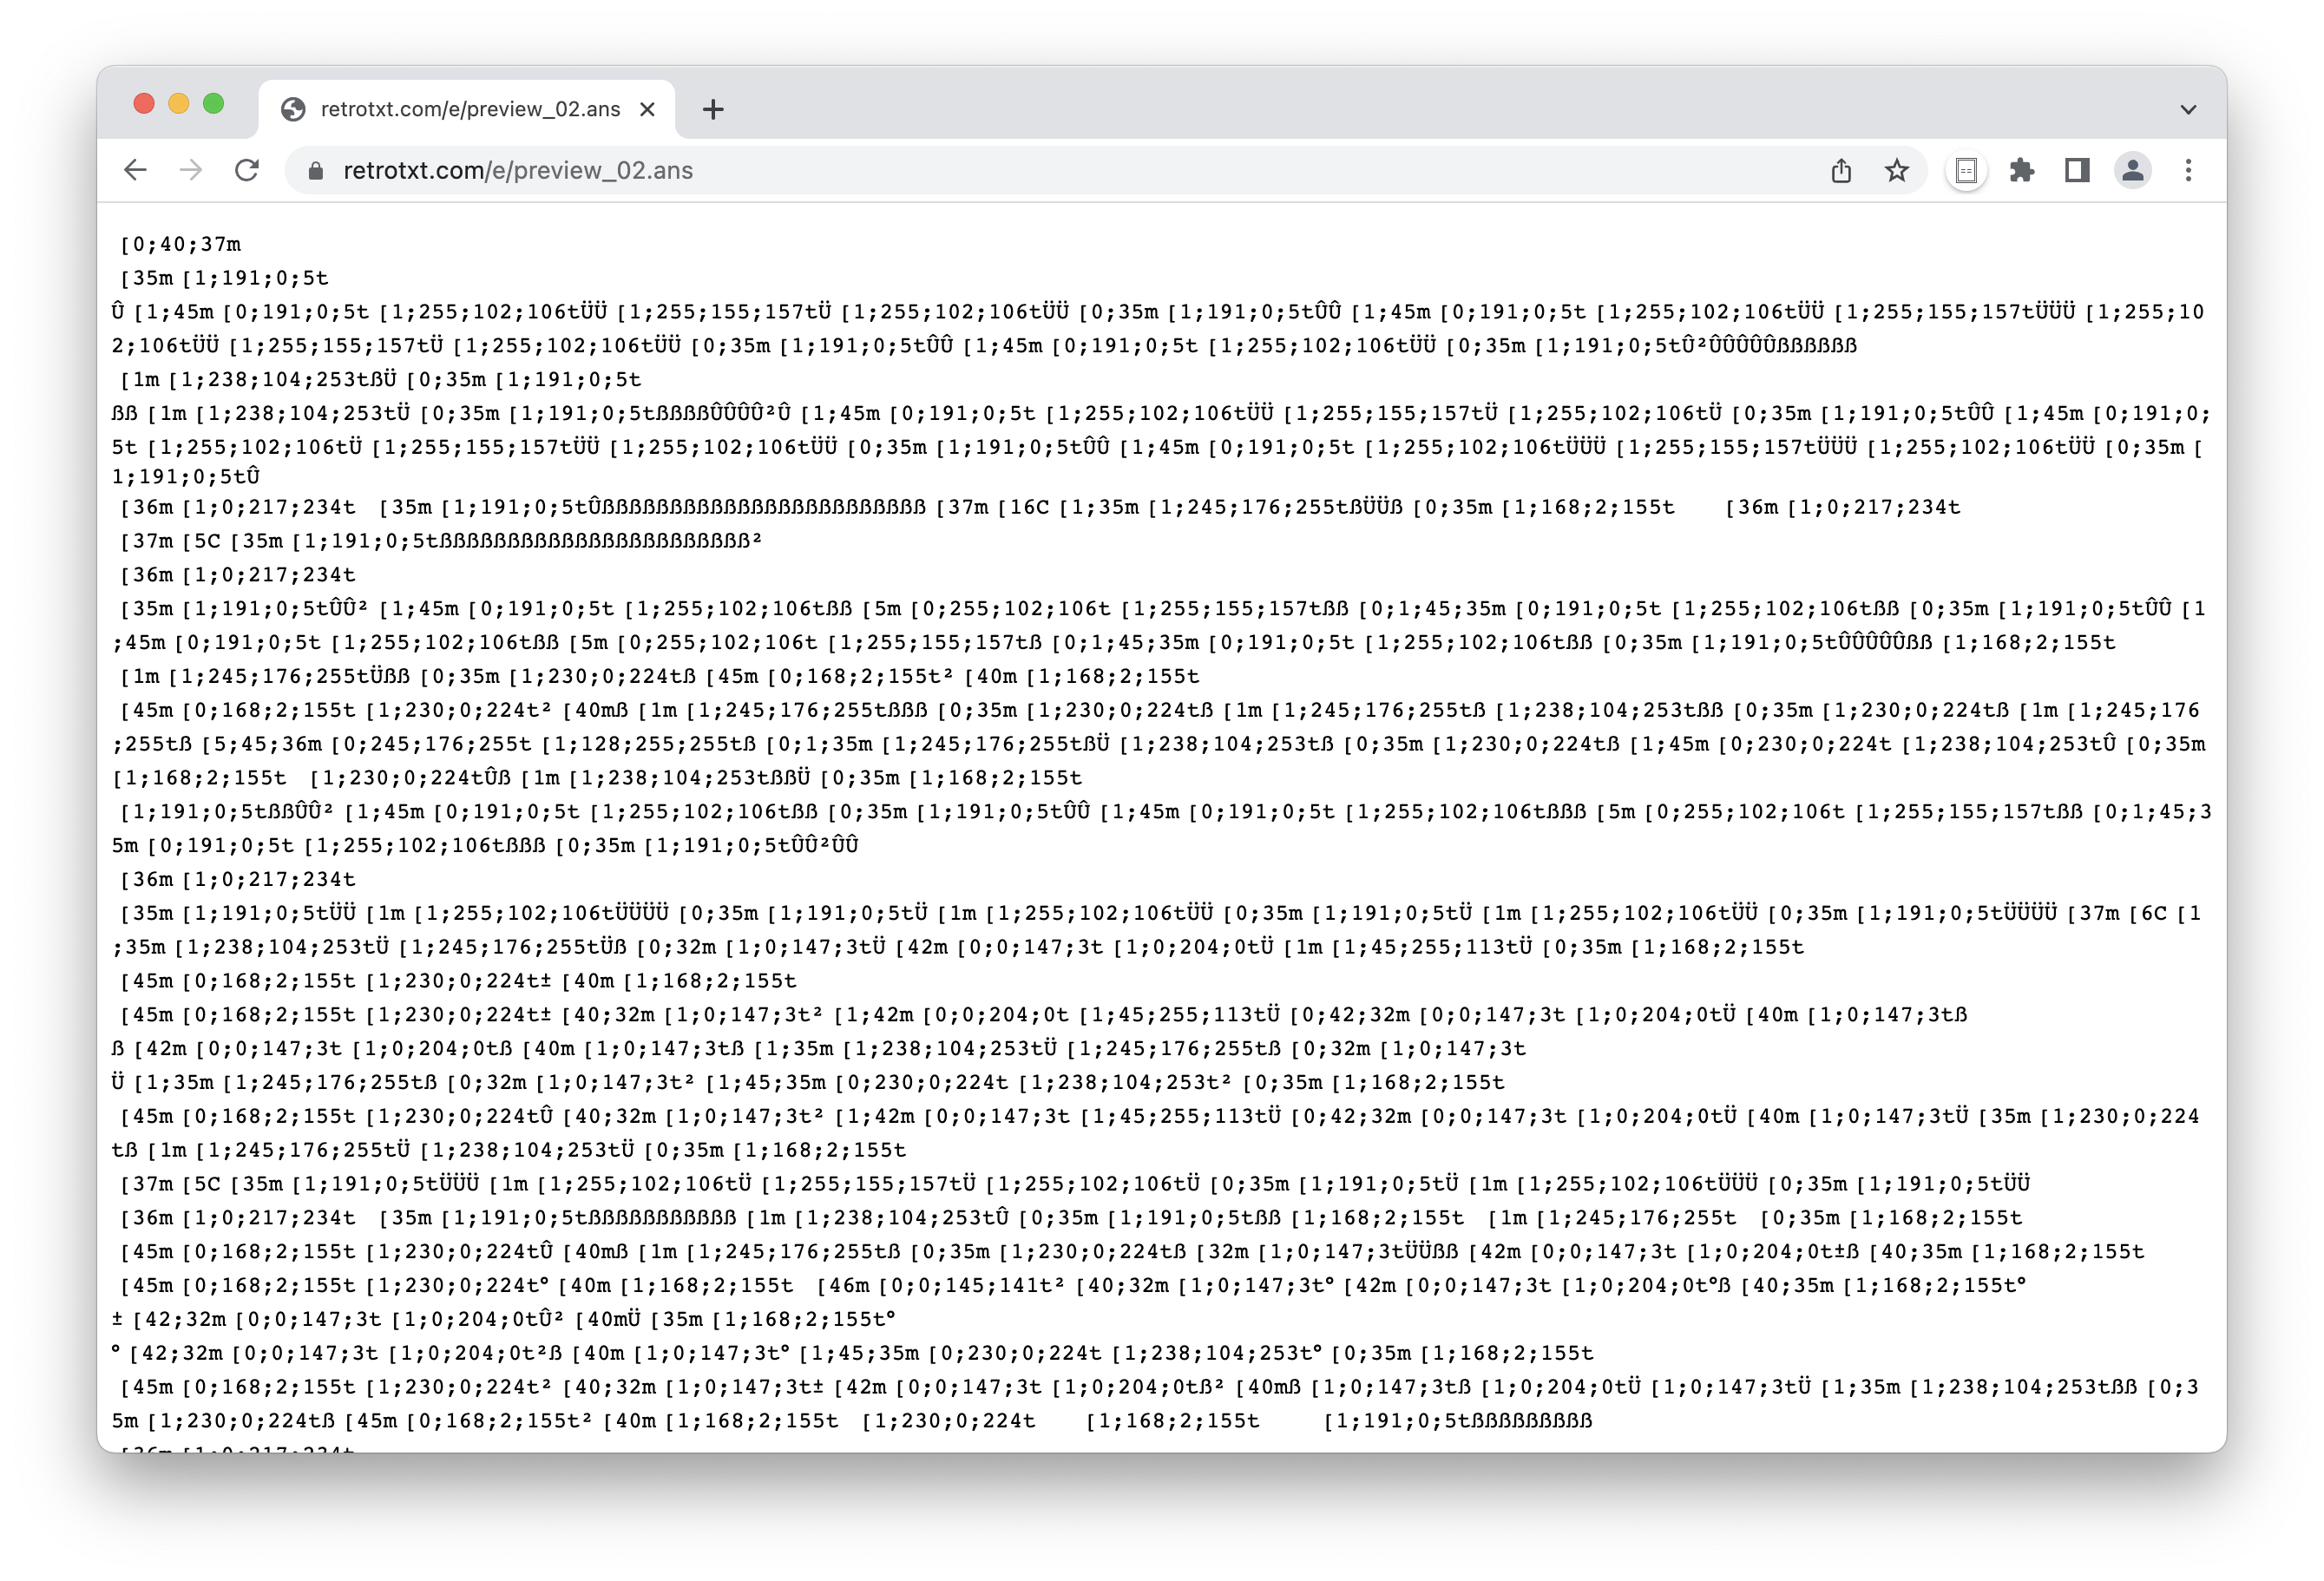 retrotxt.com/e/preview_02.ans
retrotxt.com/e/preview_02.ans
[0;40;37m
[35m [1;191;0;5t
Û [1;45m [0;191;0;5t [1;255;102;106tÜÜ [1;255;155;157tÜ [1;255;102;106tÜÜ [0;35m [1;191;0;5tÛÛ [1;45m [0;191;0;5t [1;255;102;106tÜÜ [1;255;155;157tÜÜÜ [1;255;10
2;106tÜÜ [1;255;155;157tÜ [1;255;102;106tÜÜ [0;35m [1;191;0;5tÛÛ [1;45m [0;191;0;5t [1;255;102;106tÜÜ [0;35m [1;191;0;5tÛ²ÛÛÛÛÛßßßßßß
[1m [1;238;104;253tßÜ [0;35m [1;191;0;5t
ßß [1m [1;238;104;253tÜ [0;35m [1;191;0;5tßßßßÛÛÛÛ²Û [1;45m [0;191;0;5t [1;255;102;106tÜÜ [1;255;155;157tÜ [1;255;102;106tÜ [0;35m [1;191;0;5tÛÛ [1;45m [0;191;0;
5t [1;255;102;106tÜ [1;255;155;157tÜÜ [1;255;102;106tÜÜ [0;35m [1;191;0;5tÛÛ [1;45m [0;191;0;5t [1;255;102;106tÜÜÜ [1;255;155;157tÜÜÜ [1;255;102;106tÜÜ [0;35m [
1;191;0;5tÛ
[36m [1;0;217;234t  [35m [1;191;0;5tÛßßßßßßßßßßßßßßßßßßßßßßßß [37m [16C [1;35m [1;245;176;255tßÜÜß [0;35m [1;168;2;155t    [36m [1;0;217;234t
[37m [5C [35m [1;191;0;5tßßßßßßßßßßßßßßßßßßßßßßß²
[36m [1;0;217;234t
[35m [1;191;0;5tÛÛ² [1;45m [0;191;0;5t [1;255;102;106tßß [5m [0;255;102;106t [1;255;155;157tßß [0;1;45;35m [0;191;0;5t [1;255;102;106tßß [0;35m [1;191;0;5tÛÛ [1
;45m [0;191;0;5t [1;255;102;106tßß [5m [0;255;102;106t [1;255;155;157tß [0;1;45;35m [0;191;0;5t [1;255;102;106tßß [0;35m [1;191;0;5tÛÛÛÛÛßß [1;168;2;155t
[1m [1;245;176;255tÜßß [0;35m [1;230;0;224tß [45m [0;168;2;155t² [40m [1;168;2;155t
[45m [0;168;2;155t [1;230;0;224t² [40mß [1m [1;245;176;255tßßß [0;35m [1;230;0;224tß [1m [1;245;176;255tß [1;238;104;253tßß [0;35m [1;230;0;224tß [1m [1;245;176
;255tß [5;45;36m [0;245;176;255t [1;128;255;255tß [0;1;35m [1;245;176;255tßÜ [1;238;104;253tß [0;35m [1;230;0;224tß [1;45m [0;230;0;224t [1;238;104;253tÛ [0;35m
[1;168;2;155t  [1;230;0;224tÛß [1m [1;238;104;253tßßÜ [0;35m [1;168;2;155t
[1;191;0;5tßßÛÛ² [1;45m [0;191;0;5t [1;255;102;106tßß [0;35m [1;191;0;5tÛÛ [1;45m [0;191;0;5t [1;255;102;106tßßß [5m [0;255;102;106t [1;255;155;157tßß [0;1;45;3
5m [0;191;0;5t [1;255;102;106tßßß [0;35m [1;191;0;5tÛÛ²ÛÛ
[36m [1;0;217;234t
[35m [1;191;0;5tÜÜ [1m [1;255;102;106tÜÜÜÜ [0;35m [1;191;0;5tÜ [1m [1;255;102;106tÜÜ [0;35m [1;191;0;5tÜ [1m [1;255;102;106tÜÜ [0;35m [1;191;0;5tÜÜÜÜ [37m [6C [1
;35m [1;238;104;253tÜ [1;245;176;255tÜß [0;32m [1;0;147;3tÜ [42m [0;0;147;3t [1;0;204;0tÜ [1m [1;45;255;113tÜ [0;35m [1;168;2;155t
[45m [0;168;2;155t [1;230;0;224t± [40m [1;168;2;155t
[45m [0;168;2;155t [1;230;0;224t± [40;32m [1;0;147;3t² [1;42m [0;0;204;0t [1;45;255;113tÜ [0;42;32m [0;0;147;3t [1;0;204;0tÜ [40m [1;0;147;3tß
ß [42m [0;0;147;3t [1;0;204;0tß [40m [1;0;147;3tß [1;35m [1;238;104;253tÜ [1;245;176;255tß [0;32m [1;0;147;3t
Ü [1;35m [1;245;176;255tß [0;32m [1;0;147;3t² [1;45;35m [0;230;0;224t [1;238;104;253t² [0;35m [1;168;2;155t
[45m [0;168;2;155t [1;230;0;224tÛ [40;32m [1;0;147;3t² [1;42m [0;0;147;3t [1;45;255;113tÜ [0;42;32m [0;0;147;3t [1;0;204;0tÜ [40m [1;0;147;3tÜ [35m [1;230;0;224
tß [1m [1;245;176;255tÜ [1;238;104;253tÜ [0;35m [1;168;2;155t
[37m [5C [35m [1;191;0;5tÜÜÜ [1m [1;255;102;106tÜ [1;255;155;157tÜ [1;255;102;106tÜ [0;35m [1;191;0;5tÜ [1m [1;255;102;106tÜÜÜ [0;35m [1;191;0;5tÜÜ
[36m [1;0;217;234t  [35m [1;191;0;5tßßßßßßßßßßß [1m [1;238;104;253tÛ [0;35m [1;191;0;5tßß [1;168;2;155t  [1m [1;245;176;255t  [0;35m [1;168;2;155t
[45m [0;168;2;155t [1;230;0;224tÛ [40mß [1m [1;245;176;255tß [0;35m [1;230;0;224tß [32m [1;0;147;3tÜÜßß [42m [0;0;147;3t [1;0;204;0t±ß [40;35m [1;168;2;155t
[45m [0;168;2;155t [1;230;0;224t° [40m [1;168;2;155t  [46m [0;0;145;141t² [40;32m [1;0;147;3t° [42m [0;0;147;3t [1;0;204;0t°ß [40;35m [1;168;2;155t°
± [42;32m [0;0;147;3t [1;0;204;0tÛ² [40mÜ [35m [1;168;2;155t°
° [42;32m [0;0;147;3t [1;0;204;0t²ß [40m [1;0;147;3t° [1;45;35m [0;230;0;224t [1;238;104;253t° [0;35m [1;168;2;155t
[45m [0;168;2;155t [1;230;0;224t² [40;32m [1;0;147;3t± [42m [0;0;147;3t [1;0;204;0tß² [40mß [1;0;147;3tß [1;0;204;0tÜ [1;0;147;3tÜ [1;35m [1;238;104;253tßß [0;3
5m [1;230;0;224tß [45m [0;168;2;155t² [40m [1;168;2;155t  [1;230;0;224t    [1;168;2;155t     [1;191;0;5tßßßßßßßßß
[36m [1;0;217;234t